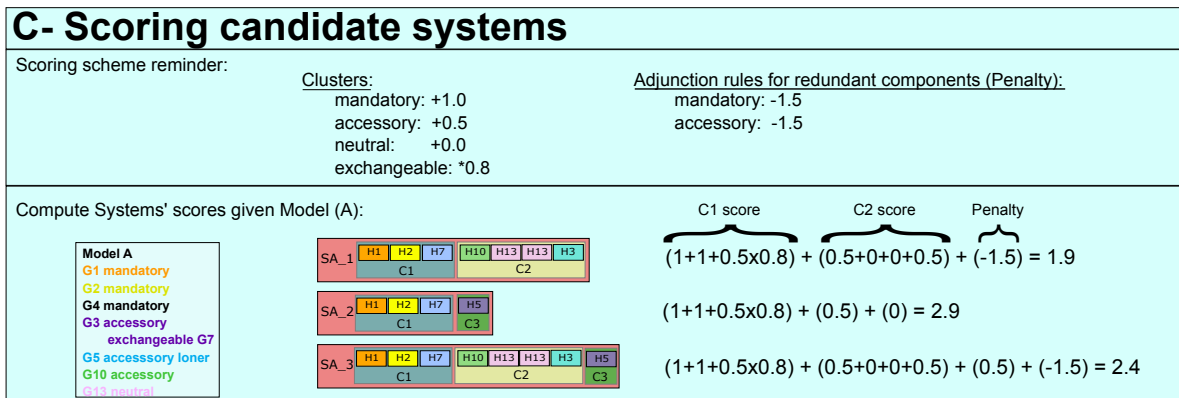 C- Scoring candidate systems
Scoring scheme reminder:
Clusters:
mandatory: +1.0
accessory: +0.5
neutral: +0.0
exchangeable: *0.8
Adjunction rules for redundant components (Penalty):
mandatory: -1.5
accessory: -1.5
Compute Systems' scores given Model (A):
C1 score C2 score Penalty
Model A
G1 mandatory
G2 mandatory
G4 mandatory
G3 accessory
exchangeable G7
G5 accesssory loner
G10 accessory
G13 neutral
SA_1 H1 H2 H7 H10 H13 H13 H3
C1 C2
(1+1+0.5x0.8) + (0.5+0+0+0.5) + (-1.5) = 1.9
SA_2 H1 H2 H7 H5
C1 C3
(1+1+0.5x0.8) + (0.5) + (0) = 2.9
SA_3 H1 H2 H7 H10 H13 H13 H3 H5
C1 C2 C3
(1+1+0.5x0.8) + (0.5+0+0+0.5) + (0.5) + (-1.5) = 2.4